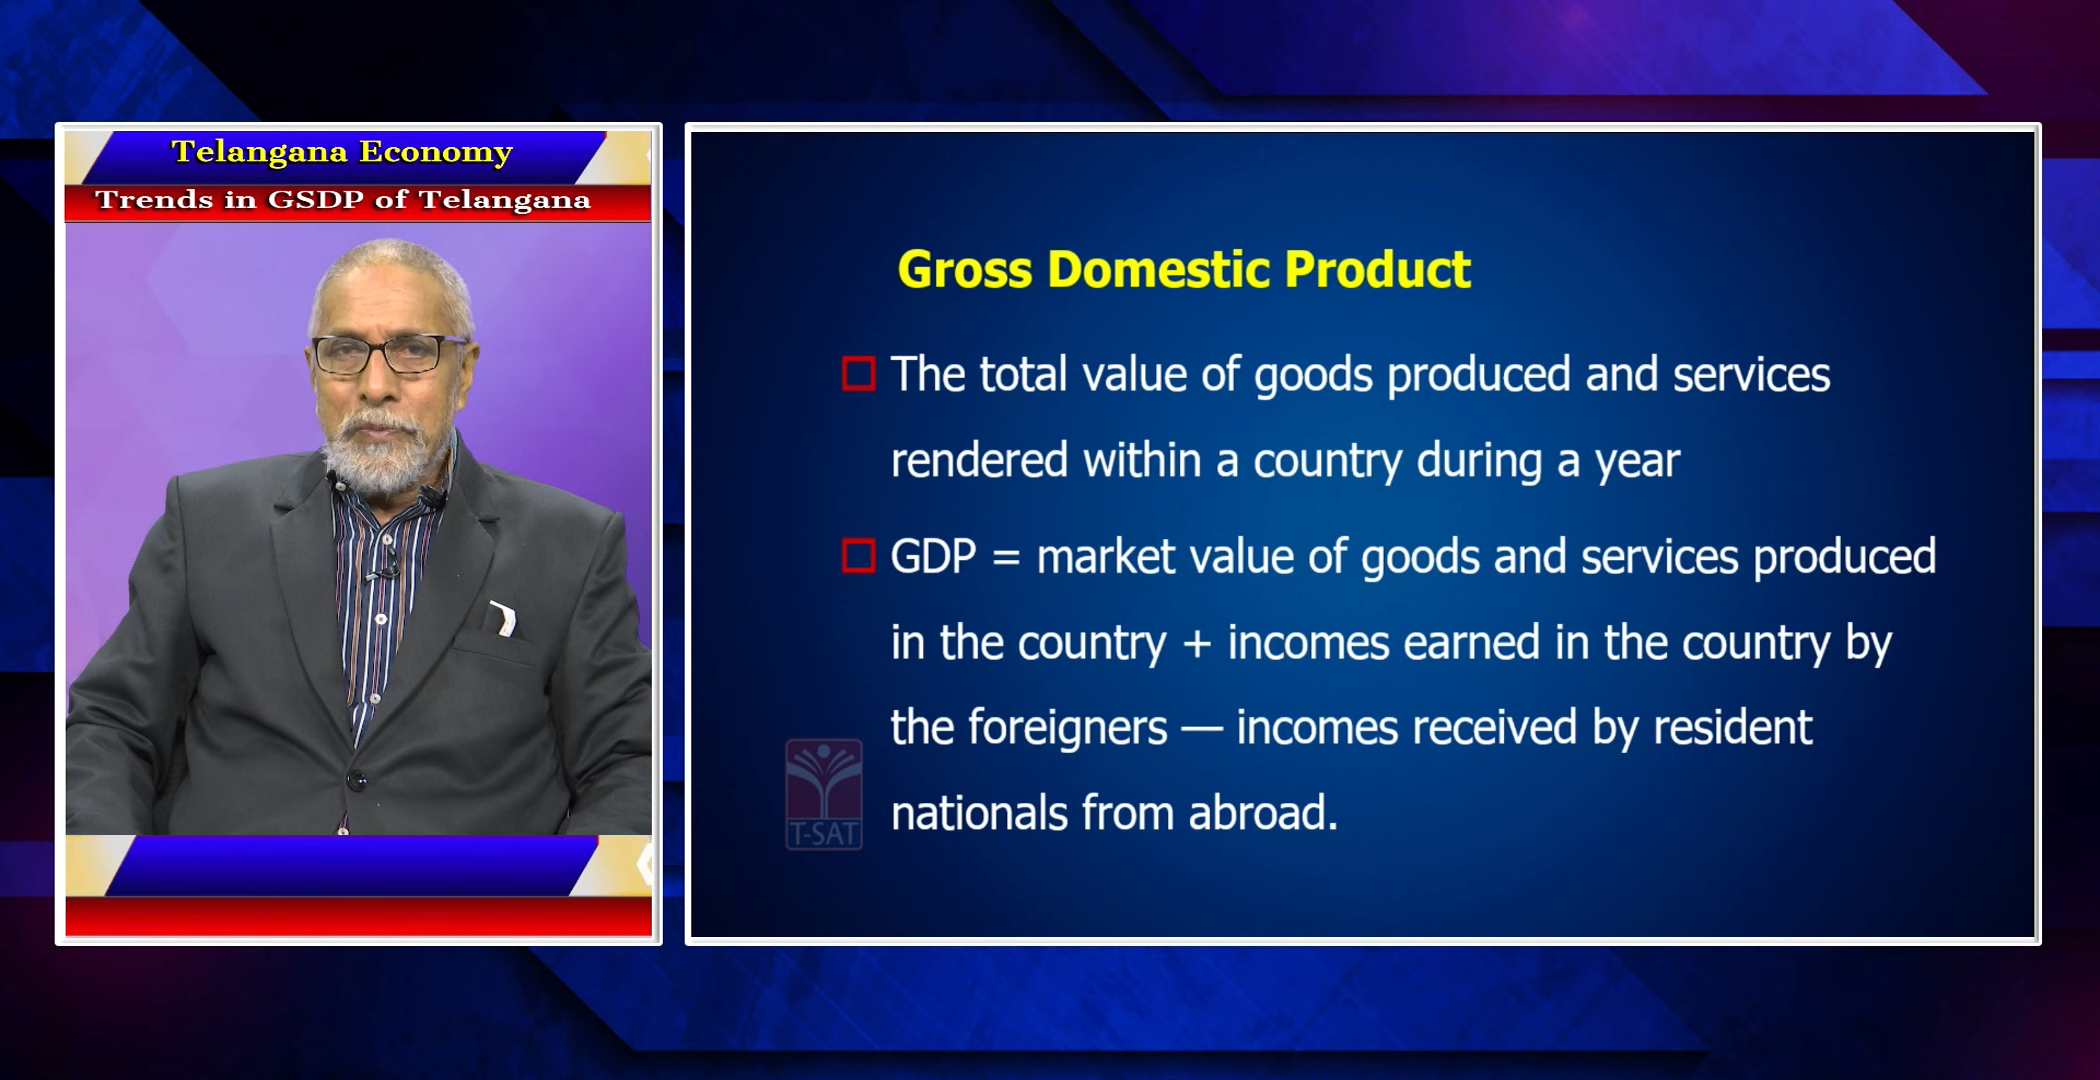 Telangana Economy
Trends in GSDP of Telangana
Gross Domestic Product
The total value of goods produced and services
rendered within a country during a year
GDP = market value of goods and services produced
in the country + incomes earned in the country by
the foreigners — incomes received by resident
nationals from abroad.
T-SAT